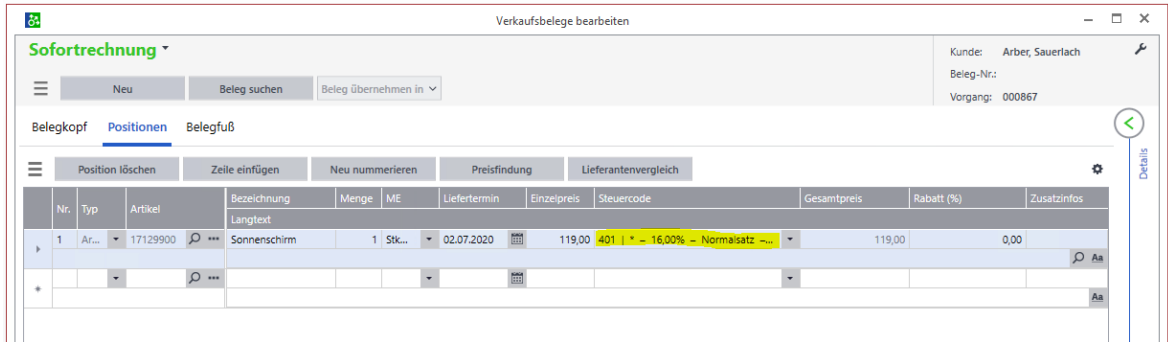 Verkaufsbelege bearbeiten
Sofortrechnung
Kunde: Arber, Sauerlach
Beleg-Nr.:
Vorgang: 000867
Neu Beleg suchen Beleg übernehmen in
Belegkopf Positionen Belegfuß
Details
Position löschen Zeile einfügen Neu nummerieren Preisfindung Lieferantenvergleich
Nr. Typ Artikel Bezeichnung Menge ME Liefertermin Einzelpreis Steuercode Gesamtpreis Rabatt (%) Zusatzinfos
Langtext
1 Ar... 17129900 Sonnenschirm 1 Stk... 02.07.2020 119,00 401 | * – 16,00% – Normalsatz –... 119,00 0,00
Aa
Aa